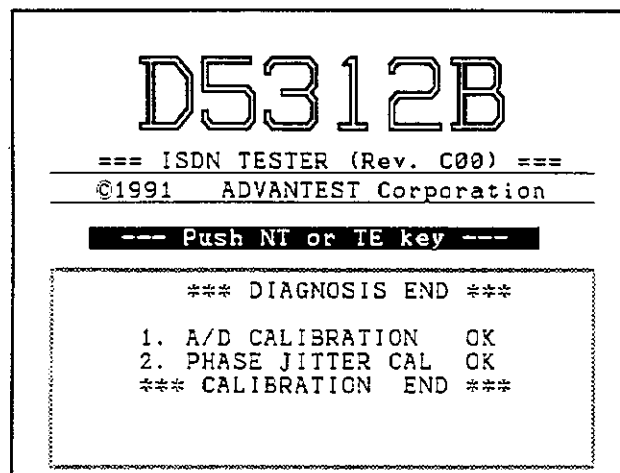 D5312B
=== ISDN TESTER (Rev. C00) ===
©1991 ADVANTEST Corporation
--- Push NT or TE key ---
*** DIAGNOSIS END ***
1. A/D CALIBRATION OK
2. PHASE JITTER CAL OK
*** CALIBRATION END ***